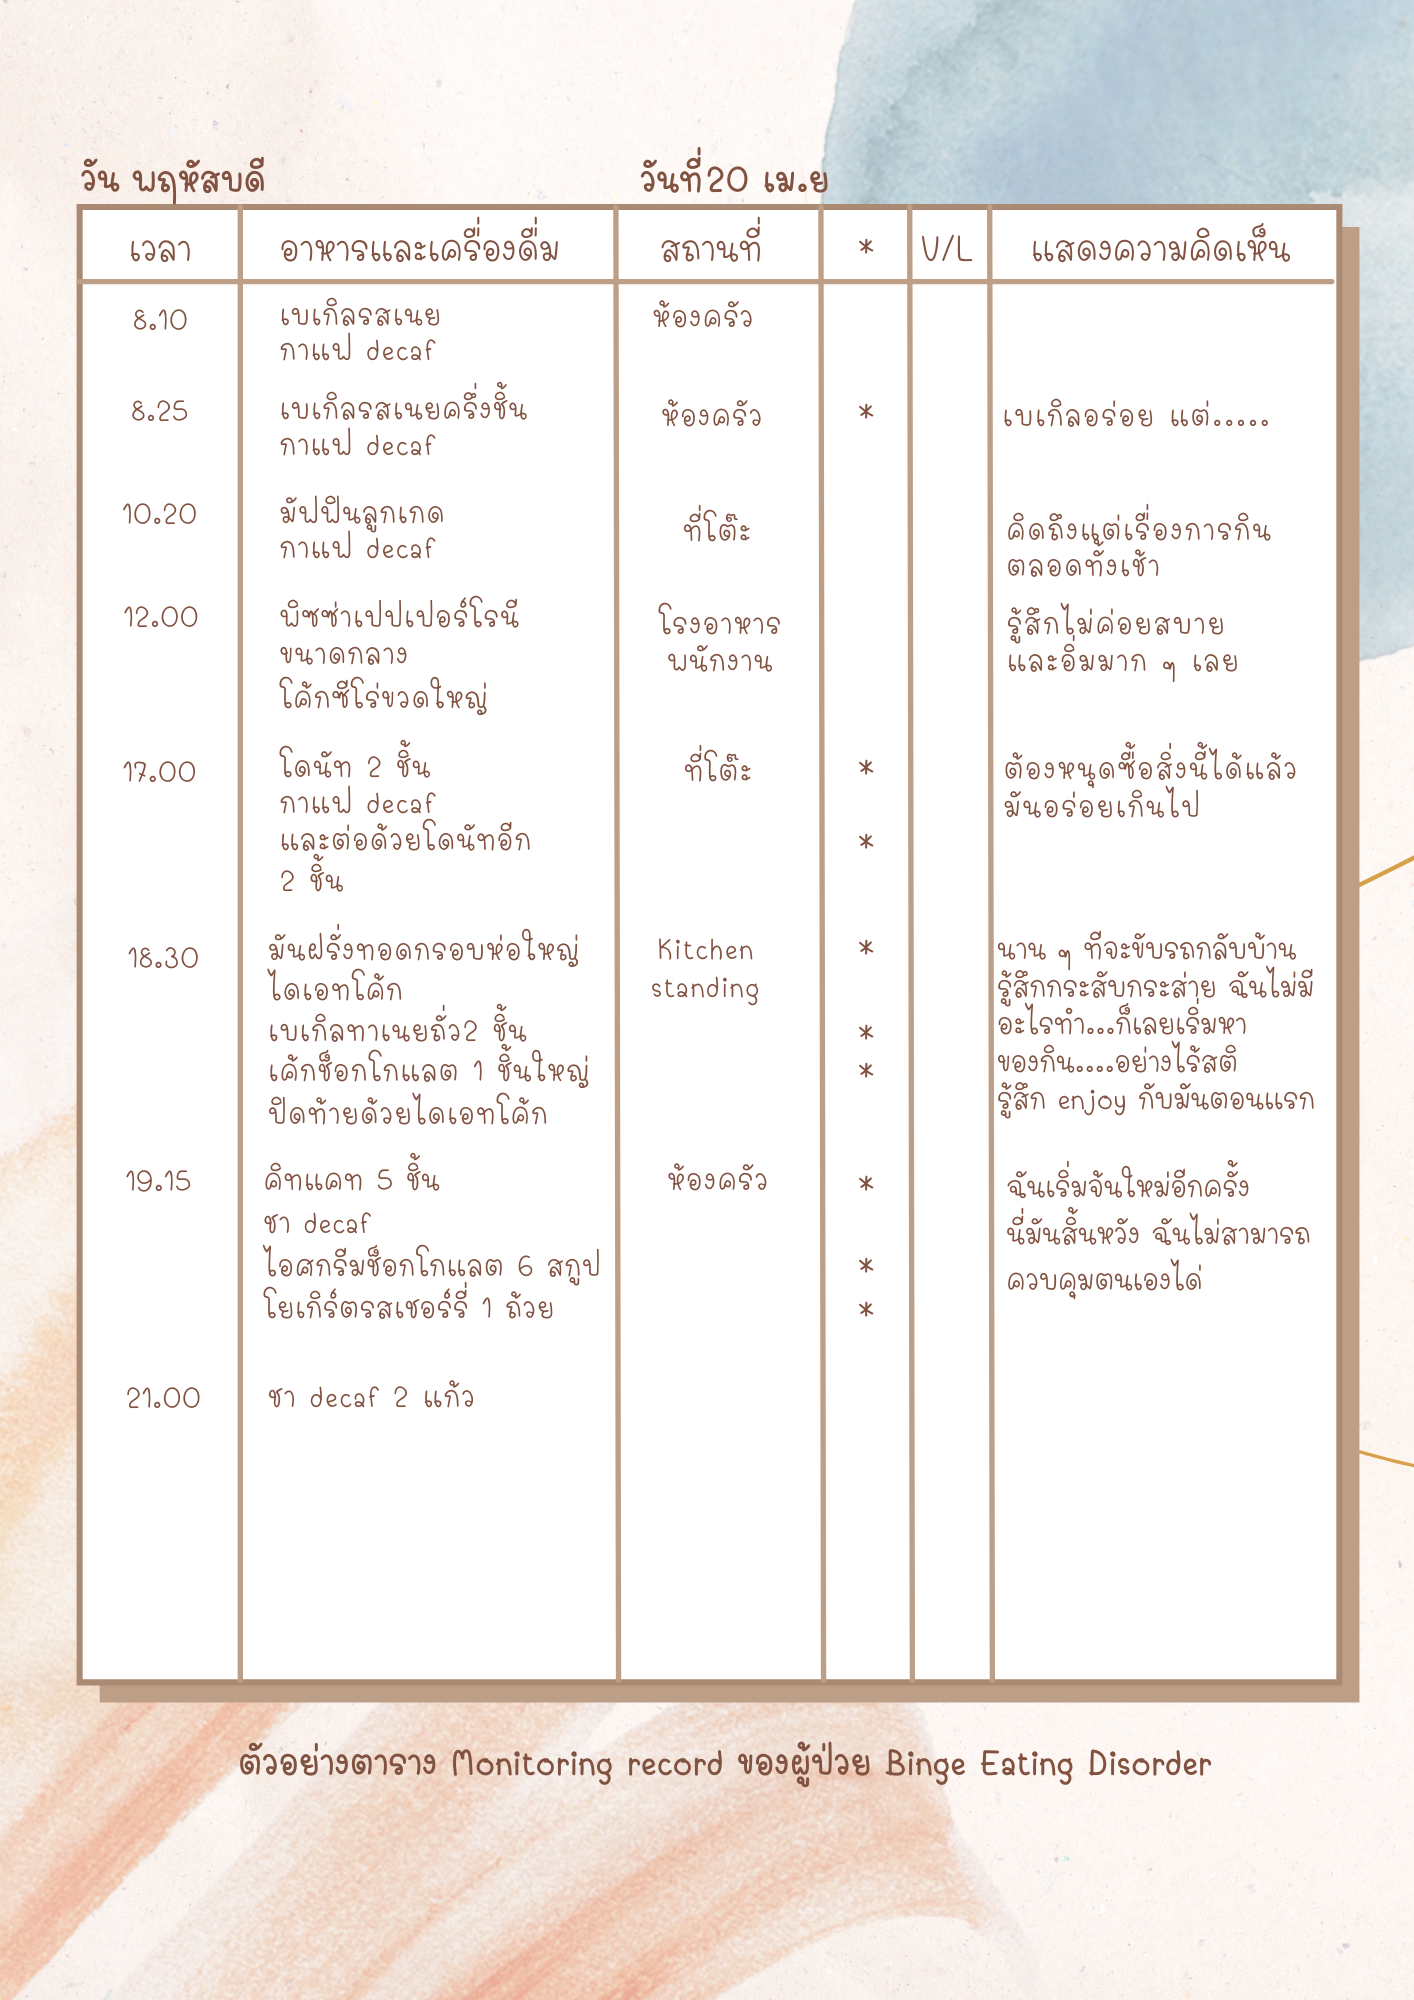 วัน พฤหัสบดี วันที่20 เม.ย
เวลา อาหารและเครื่องดื่ม สถานที่ * V/L แสดงความคิดเห็น
8.10 เบเกิลรสเนย ห้องครัว
กาแฟ decaf
8.25 เบเกิลรสเนยครึ่งชิ้น ห้องครัว * เบเกิลอร่อย แต่.....
กาแฟ decaf
10.20 มัฟฟินลูกเกด ที่โต๊ะ คิดถึงแต่เรื่องการกิน
กาแฟ decaf ตลอดทั้งเช้า
12.00 พิซซ่าเปปเปอร์โรนี โรงอาหาร รู้สึกไม่ค่อยสบาย
ขนาดกลาง พนักงาน และอิ่มมาก ๆ เลย
โค้กซีโร่ขวดใหญ่
17.00 โดนัท 2 ชิ้น ที่โต๊ะ * ต้องหนุดซื้อสิ่งนี้ได้แล้ว
กาแฟ decaf มันอร่อยเกินไป
และต่อด้วยโดนัทอีก *
2 ชิ้น
18.30 มันฝรั่งทอดกรอบห่อใหญ่ Kitchen * นาน ๆ ทีจะขับรถกลับบ้าน
ไดเอทโค้ก standing รู้สึกกระสับกระส่าย ฉันไม่มี
เบเกิลทาเนยถั่ว2 ชิ้น * อะไรทำ...ก็เลยเริ่มหา
เค้กช็อกโกแลต 1 ชิ้นใหญ่ * ของกิน....อย่างไร้สติ
ปิดท้ายด้วยไดเอทโค้ก รู้สึก enjoy กับมันตอนแรก
19.15 คิทแคท 5 ชิ้น ห้องครัว * ฉันเริ่มจ้นใหม่อีกครั้ง
ชา decaf นี่มันสิ้นหวัง ฉันไม่สามารถ
ไอศกรีมช็อกโกแลต 6 สกูป * ควบคุมตนเองได่
โยเกิร์ตรสเชอร์รี่ 1 ถ้วย *
21.00 ชา decaf 2 แก้ว
ตัวอย่างตาราง Monitoring record ของผู้ป่วย Binge Eating Disorder